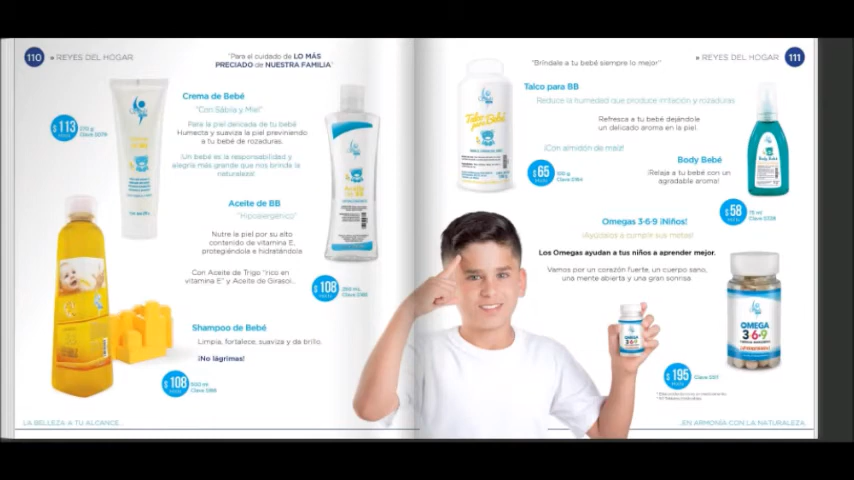 110
» REYES DEL HOGAR
"Para el cuidado de LO MÁS
PRECIADO de NUESTRA FAMILIA"
Crema de Bebé
"Con Sábila y Miel"
Para la piel delicada de tu bebé
Humecta y suaviza la piel previniendo
a tu bebé de rozaduras.
¡Un bebé es la responsabilidad y
alegría más grande que nos brinde la
naturaleza!
$ 113
Aceite de BB
"Hipoalergénico"
Nutre la piel por su alto
contenido de vitamina E,
protegiéndola e hidratándola
Con Aceite de Trigo "rico en
vitamina E" y Aceite de Girasol.
$ 108
Shampoo de Bebé
Limpia, fortalece, suaviza y da brillo.
¡No lágrimas!
$ 108
LA BELLEZA A TU ALCANCE...
"Bríndale a tu bebé siempre lo mejor"
» REYES DEL HOGAR
111
Talco para BB
Reduce la humedad que produce irritación y rozaduras
Refresca a tu bebé dejándole
un delicado aroma en la piel.
¡Con almidón de maíz!
Talco
para Bebé
$ 65
Body Bebé
¡Relaja a tu bebé con un
agradable aroma!
Body Bebé
$ 58
Omegas 3-6-9 ¡Niños!
¡Ayúdalos a cumplir sus metas!
Los Omegas ayudan a tus niños a aprender mejor.
Vamos por un corazón fuerte, un cuerpo sano,
una mente abierta y una gran sonrisa
OMEGA
3·6·9
$ 195
...EN ARMONÍA CON LA NATURALEZA.